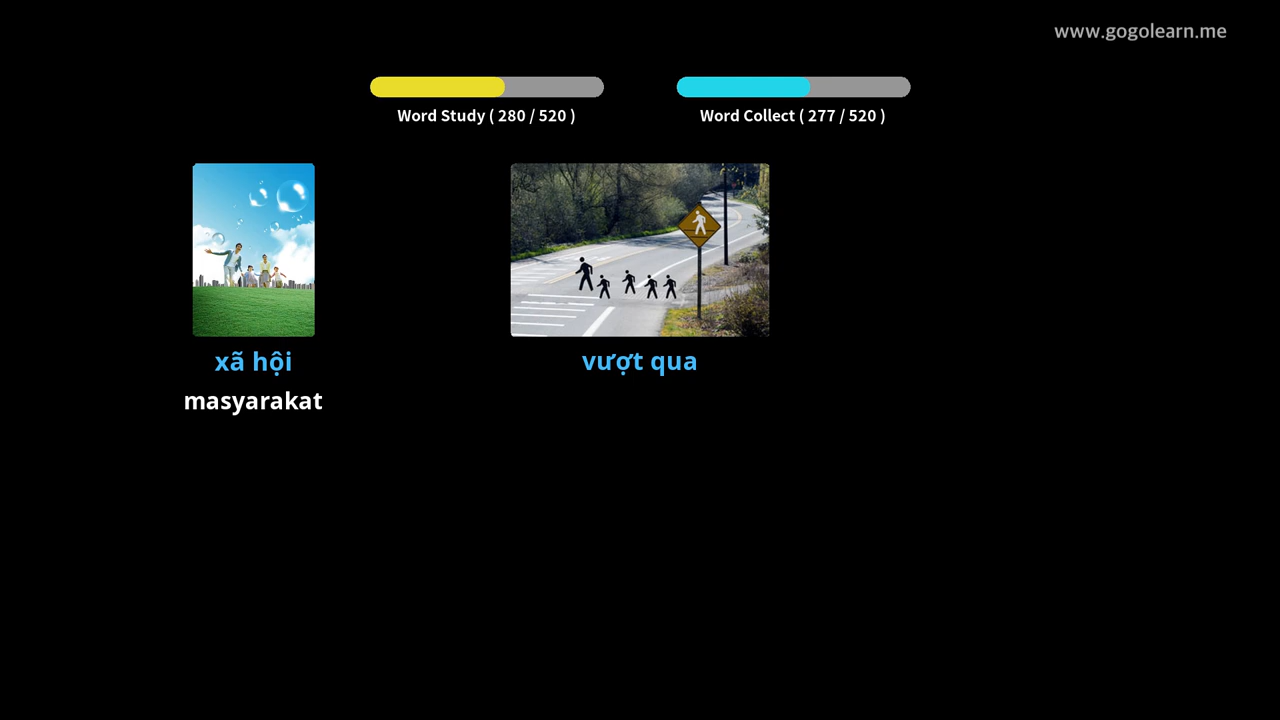 www.gogolearn.me
Word Study ( 280 / 520 )
Word Collect ( 277 / 520 )
xã hội
masyarakat
vượt qua